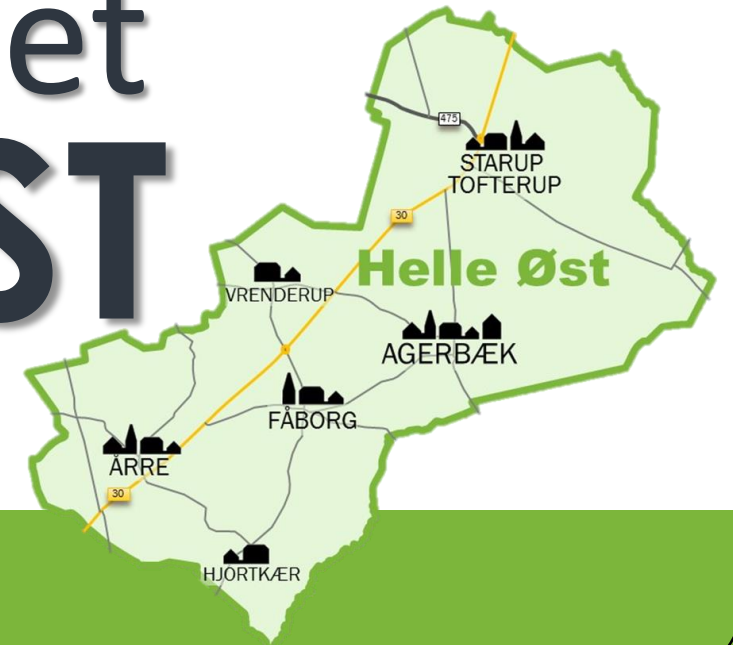 et
ST
475
STARUP
TOFTERUP
30
Helle Øst
VRENDERUP
AGERBÆK
FÅBORG
ÅRRE
30
HJORTKÆR